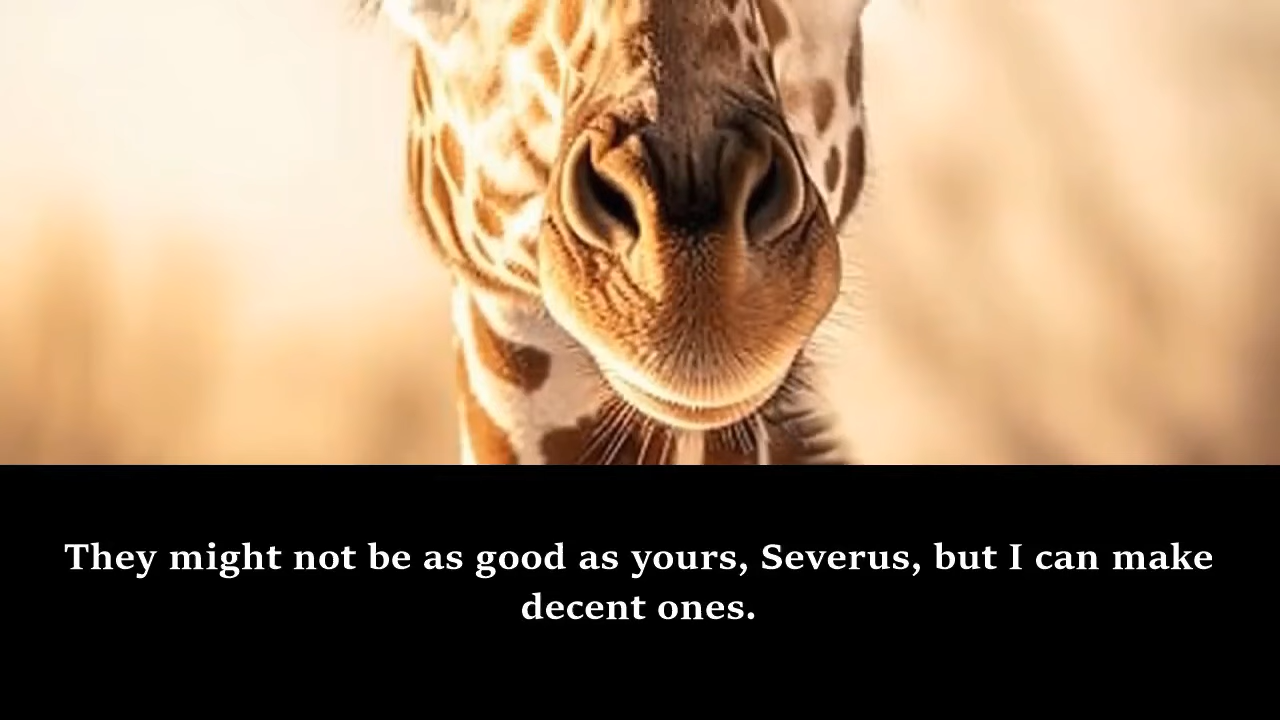 They might not be as good as yours, Severus, but I can make
decent ones.